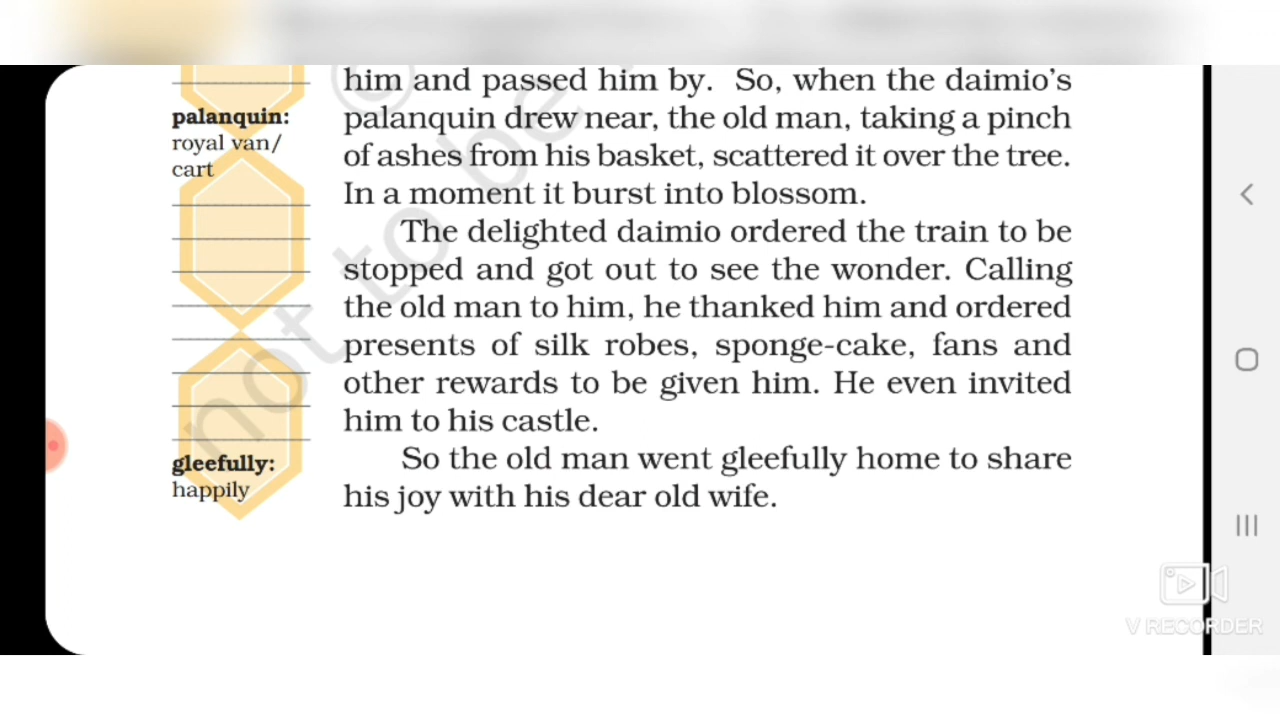 him and passed him by. So, when the daimio's
palanquin:
royal van/
cart
palanquin drew near, the old man, taking a pinch
of ashes from his basket, scattered it over the tree.
In a moment it burst into blossom.
The delighted daimio ordered the train to be
stopped and got out to see the wonder. Calling
the old man to him, he thanked him and ordered
presents of silk robes, sponge-cake, fans and
other rewards to be given him. He even invited
him to his castle.
gleefully:
happily
So the old man went gleefully home to share
his joy with his dear old wife.
©
not to be
V RECORDER